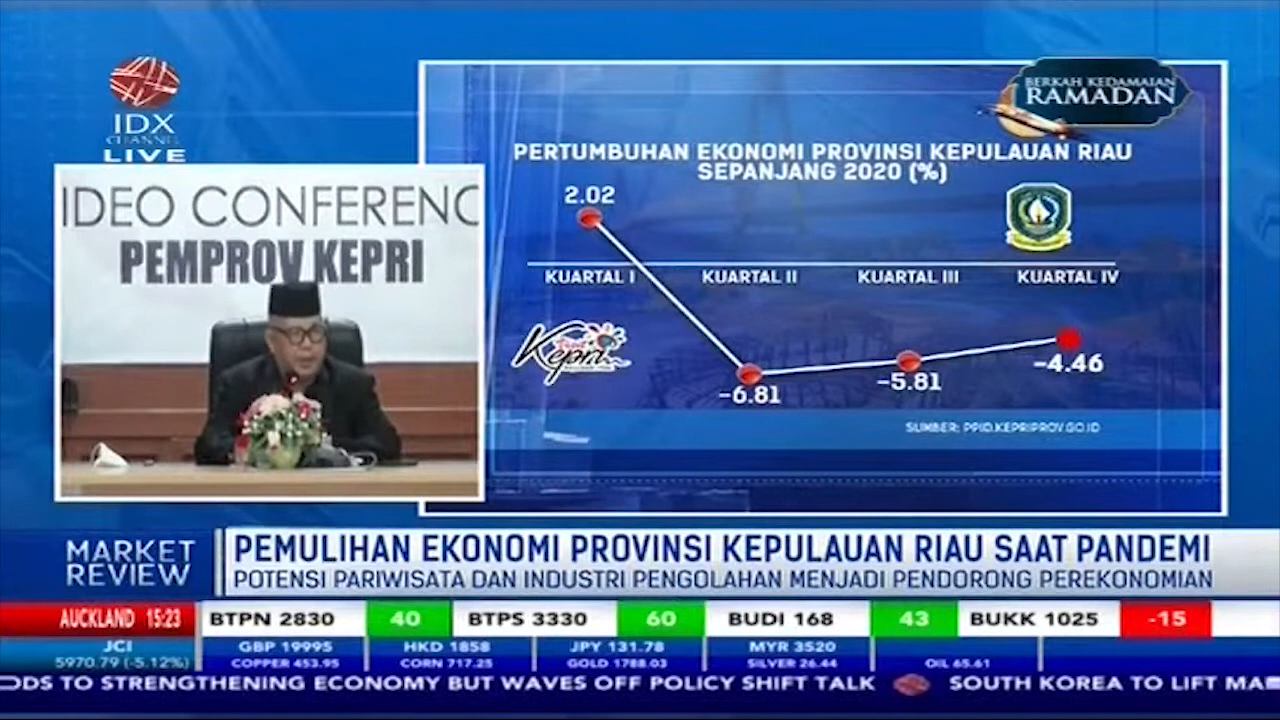 IDX
CHANNEL
LIVE
BERKAH KEDAMAIAN
RAMADAN
IDEO CONFERENC
PEMPROV KEPRI
PERTUMBUHAN EKONOMI PROVINSI KEPULAUAN RIAU
SEPANJANG 2020 (%)
2.02
KUARTAL I KUARTAL II KUARTAL III KUARTAL IV
Kepri
-6.81 -5.81 -4.46
SUMBER: PPID.KEPRIPROV.GO.ID
MARKET
REVIEW
PEMULIHAN EKONOMI PROVINSI KEPULAUAN RIAU SAAT PANDEMI
POTENSI PARIWISATA DAN INDUSTRI PENGOLAHAN MENJADI PENDORONG PEREKONOMIAN
AUCKLAND 15:23 BTPN 2830 40 BTPS 3330 60 BUDI 168 43 BUKK 1025 -15
JCI GBP 19995 HKD 1858 JPY 131.78 MYR 3520
5970.79 (-5.12%) COPPER 453.95 CORN 717.25 GOLD 1788.03 SILVER 26.44 OIL 65.61
ODS TO STRENGTHENING ECONOMY BUT WAVES OFF POLICY SHIFT TALK SOUTH KOREA TO LIFT MA